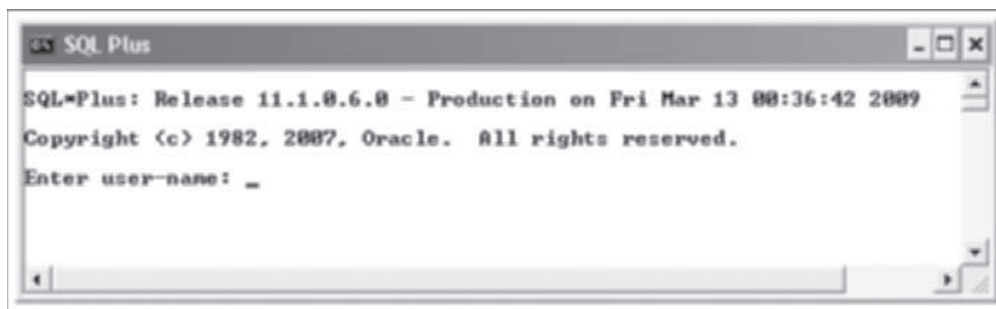 SQL Plus
SQL*Plus: Release 11.1.0.6.0 - Production on Fri Mar 13 00:36:42 2009
Copyright (c) 1982, 2007, Oracle.  All rights reserved.
Enter user-name: _